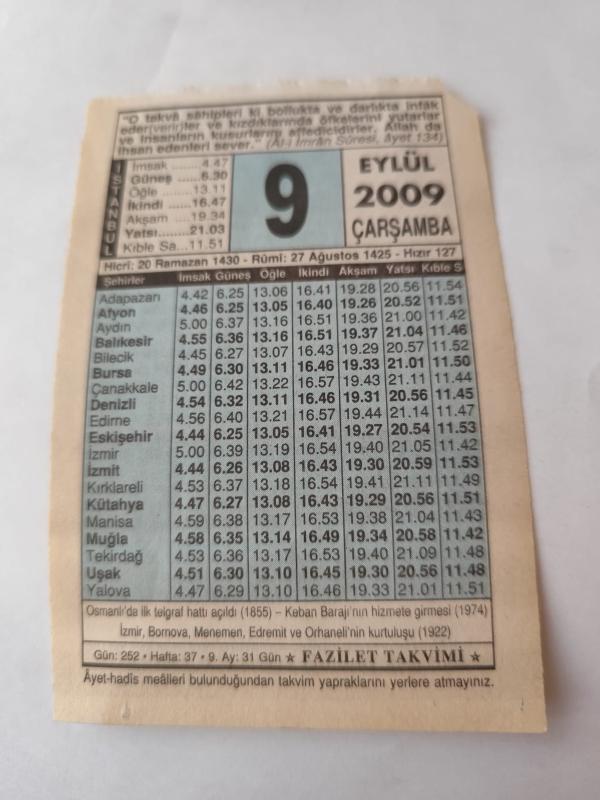 "O takvâ sâhipleri ki bollukta ve darlıkta infâk
eder(verir)ler ve kızdıklarında öfkelerini yutarlar
ve insanların kusurlarını affedicidirler. Allah da
ihsan edenleri sever." (Âl-i İmrân Sûresi, âyet 134)
İSTANBUL
İmsak ........4.47
Güneş ......6.30
Öğle ........13.11
İkindi ......16.47
Akşam .....19.34
Yatsı.......21.03
Kıble Sa...11.51
9
EYLÜL
2009
ÇARŞAMBA
Hicrî: 20 Ramazan 1430 - Rûmî: 27 Ağustos 1425 - Hızır 127
Şehirler İmsak Güneş Öğle İkindi Akşam Yatsı Kıble S
Adapazarı 4.42 6.25 13.06 16.41 19.28 20.56 11.54
Afyon 4.46 6.25 13.05 16.40 19.26 20.52 11.51
Aydın 5.00 6.37 13.16 16.51 19.36 21.00 11.42
Balıkesir 4.55 6.36 13.16 16.51 19.37 21.04 11.46
Bilecik 4.45 6.27 13.07 16.43 19.29 20.57 11.52
Bursa 4.49 6.30 13.11 16.46 19.33 21.01 11.50
Çanakkale 5.00 6.42 13.22 16.57 19.43 21.11 11.44
Denizli 4.54 6.32 13.11 16.46 19.31 20.56 11.45
Edirne 4.56 6.40 13.21 16.57 19.44 21.14 11.47
Eskişehir 4.44 6.25 13.05 16.41 19.27 20.54 11.53
İzmir 5.00 6.39 13.19 16.54 19.40 21.05 11.42
İzmit 4.44 6.26 13.08 16.43 19.30 20.59 11.53
Kırklareli 4.53 6.37 13.18 16.54 19.41 21.11 11.49
Kütahya 4.47 6.27 13.08 16.43 19.29 20.56 11.51
Manisa 4.59 6.38 13.17 16.53 19.38 21.04 11.43
Muğla 4.58 6.35 13.14 16.49 19.34 20.58 11.42
Tekirdağ 4.53 6.36 13.17 16.53 19.40 21.09 11.48
Uşak 4.51 6.30 13.10 16.45 19.30 20.56 11.48
Yalova 4.47 6.29 13.10 16.46 19.33 21.01 11.51
Osmanlı'da ilk telgraf hattı açıldı (1855) – Keban Barajı'nın hizmete girmesi (1974)
İzmir, Bornova, Menemen, Edremit ve Orhaneli'nin kurtuluşu (1922)
Gün: 252 • Hafta: 37 • 9. Ay: 31 Gün ★ FAZİLET TAKVİMİ ★
Âyet-hadîs meâlleri bulunduğundan takvim yapraklarını yerlere atmayınız.